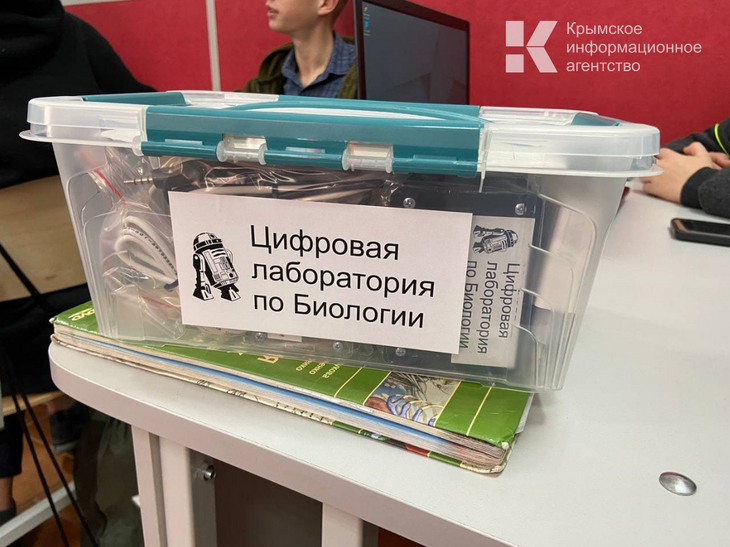 Крымское
информационное
агентство
Цифровая
лаборатория
по Биологии
Цифровая
лаборатория
по Биологии